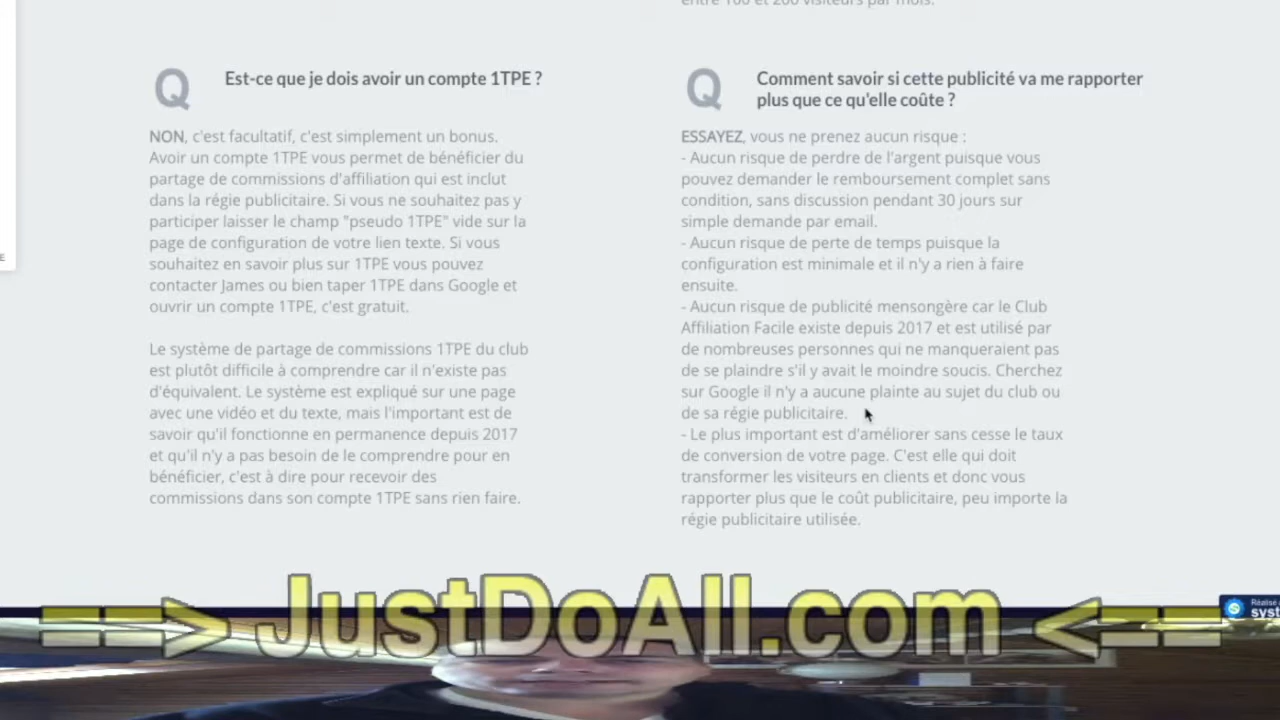 entre 100 et 200 visiteurs par mois.
Q
Est-ce que je dois avoir un compte 1TPE ?
NON, c'est facultatif, c'est simplement un bonus.
Avoir un compte 1TPE vous permet de bénéficier du
partage de commissions d'affiliation qui est inclut
dans la régie publicitaire. Si vous ne souhaitez pas y
participer laisser le champ "pseudo 1TPE" vide sur la
page de configuration de votre lien texte. Si vous
souhaitez en savoir plus sur 1TPE vous pouvez
contacter James ou bien taper 1TPE dans Google et
ouvrir un compte 1TPE, c'est gratuit.
Le système de partage de commissions 1TPE du club
est plutôt difficile à comprendre car il n'existe pas
d'équivalent. Le système est expliqué sur une page
avec une vidéo et du texte, mais l'important est de
savoir qu'il fonctionne en permanence depuis 2017
et qu'il n'y a pas besoin de le comprendre pour en
bénéficier, c'est à dire pour recevoir des
commissions dans son compte 1TPE sans rien faire.
Q
Comment savoir si cette publicité va me rapporter
plus que ce qu'elle coûte ?
ESSAYEZ, vous ne prenez aucun risque :
- Aucun risque de perdre de l'argent puisque vous
pouvez demander le remboursement complet sans
condition, sans discussion pendant 30 jours sur
simple demande par email.
- Aucun risque de perte de temps puisque la
configuration est minimale et il n'y a rien à faire
ensuite.
- Aucun risque de publicité mensongère car le Club
Affiliation Facile existe depuis 2017 et est utilisé par
de nombreuses personnes qui ne manqueraient pas
de se plaindre s'il y avait le moindre soucis. Cherchez
sur Google il n'y a aucune plainte au sujet du club ou
de sa régie publicitaire.
- Le plus important est d'améliorer sans cesse le taux
de conversion de votre page. C'est elle qui doit
transformer les visiteurs en clients et donc vous
rapporter plus que le coût publicitaire, peu importe la
régie publicitaire utilisée.
E
==> JustDoAll.com <==
Réalisé
syst